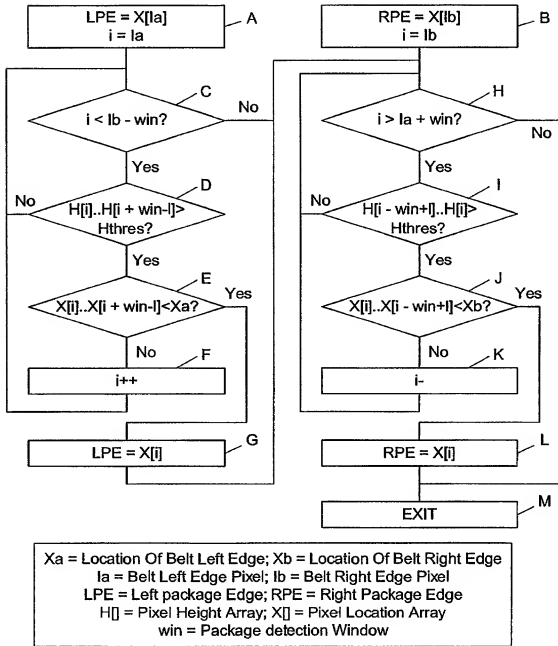 LPE = X[Ia]
i = Ia
A
C
i < Ib - win?
No
Yes
D
No
H[i]..H[i + win-I]>
Hthres?
Yes
E
Yes
X[i]..X[i + win-I]<Xa?
No
F
i++
G
LPE = X[i]
RPE = X[Ib]
i = Ib
B
H
i > Ia + win?
No
Yes
I
No
H[i - win+I]..H[i]>
Hthres?
Yes
J
Yes
X[i]..X[i - win+I]<Xb?
No
K
i-
L
RPE = X[i]
M
EXIT
Xa = Location Of Belt Left Edge; Xb = Location Of Belt Right Edge
Ia = Belt Left Edge Pixel; Ib = Belt Right Edge Pixel
LPE = Left package Edge; RPE = Right Package Edge
H[] = Pixel Height Array; X[] = Pixel Location Array
win = Package detection Window